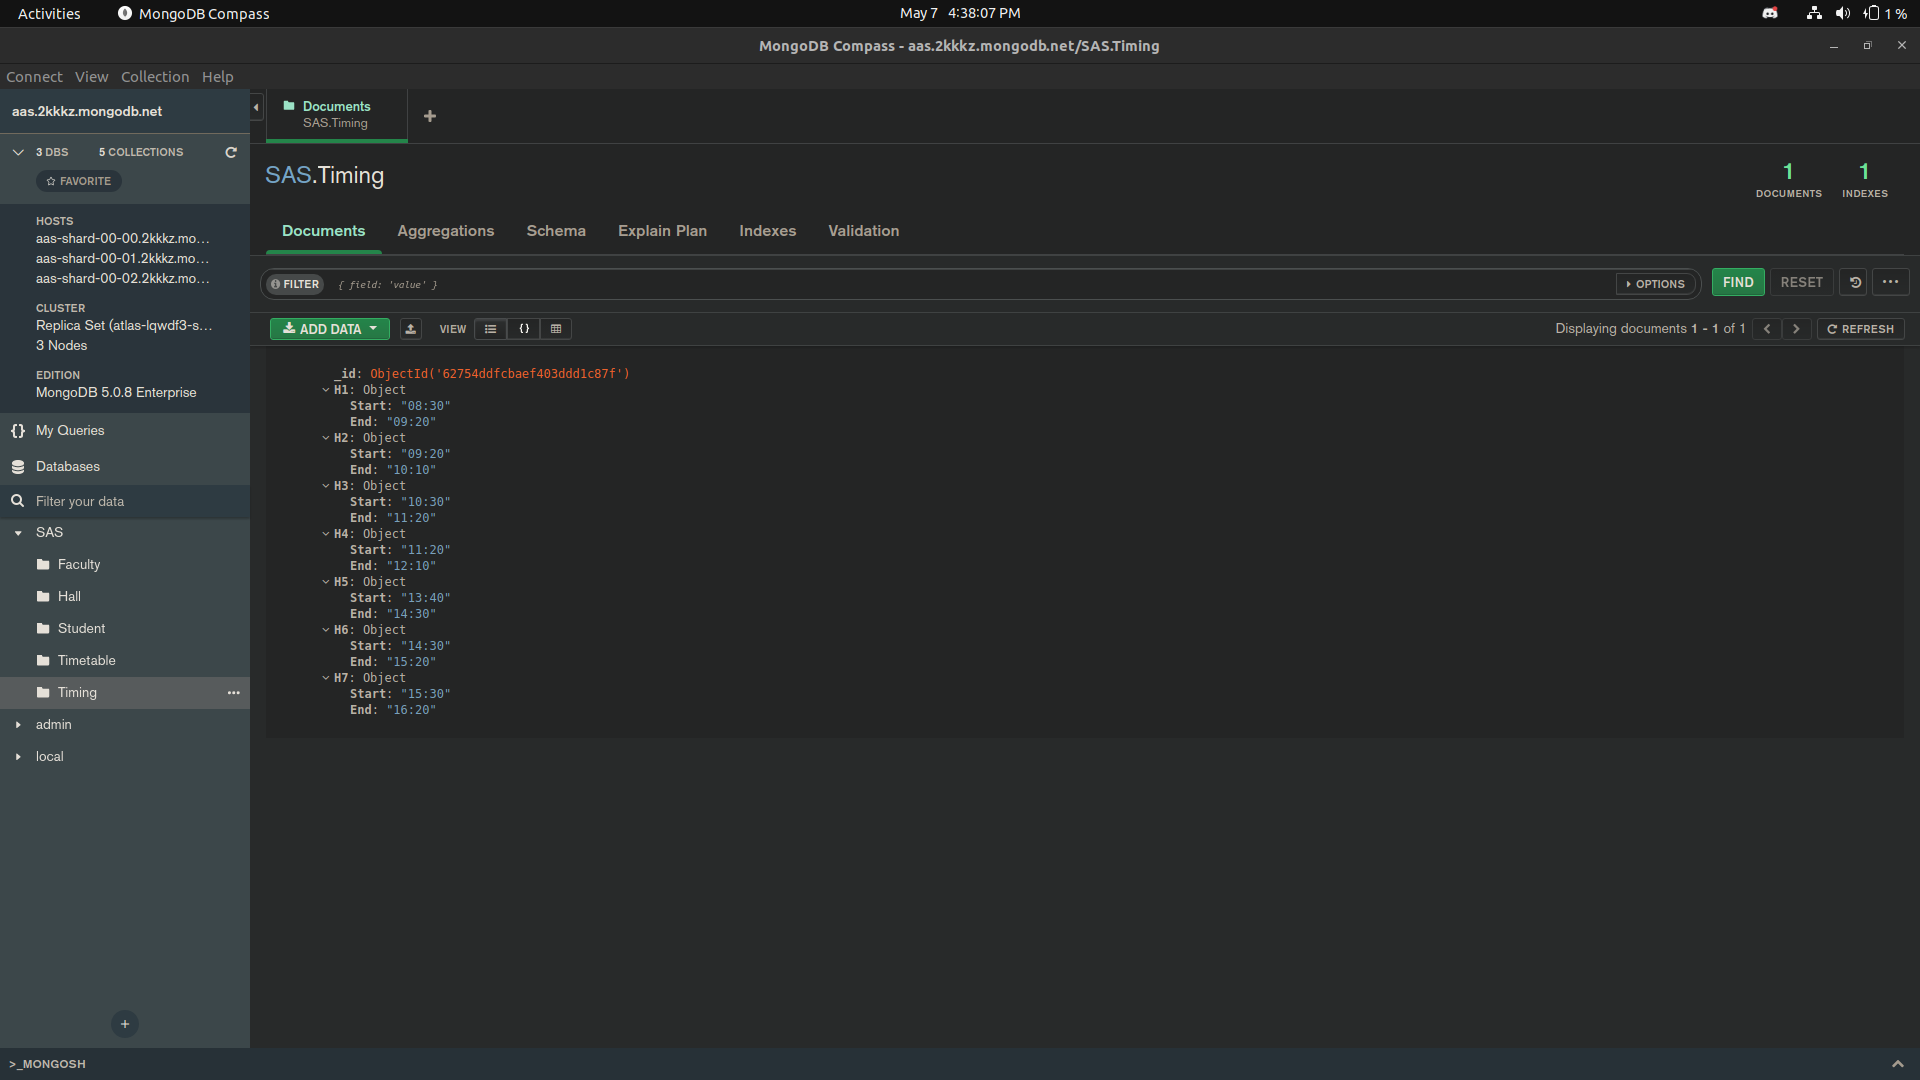 Activities MongoDB Compass May 7 4:38:07 PM 1 %
MongoDB Compass - aas.2kkkz.mongodb.net/SAS.Timing
Connect View Collection Help
aas.2kkkz.mongodb.net
3 DBS 5 COLLECTIONS
FAVORITE
HOSTS
aas-shard-00-00.2kkkz.mo...
aas-shard-00-01.2kkkz.mo...
aas-shard-00-02.2kkkz.mo...
CLUSTER
Replica Set (atlas-lqwdf3-s...
3 Nodes
EDITION
MongoDB 5.0.8 Enterprise
{} My Queries
Databases
Filter your data
SAS
Faculty
Hall
Student
Timetable
Timing ...
admin
local
+
Documents
SAS.Timing
+
SAS.Timing
1 DOCUMENTS
1 INDEXES
Documents Aggregations Schema Explain Plan Indexes Validation
FILTER { field: 'value' } OPTIONS FIND RESET ...
ADD DATA VIEW {} Displaying documents 1 - 1 of 1 < > REFRESH
_id: ObjectId('62754ddfcbaef403ddd1c87f')
H1: Object
Start: "08:30"
End: "09:20"
H2: Object
Start: "09:20"
End: "10:10"
H3: Object
Start: "10:30"
End: "11:20"
H4: Object
Start: "11:20"
End: "12:10"
H5: Object
Start: "13:40"
End: "14:30"
H6: Object
Start: "14:30"
End: "15:20"
H7: Object
Start: "15:30"
End: "16:20"
>_MONGOSH